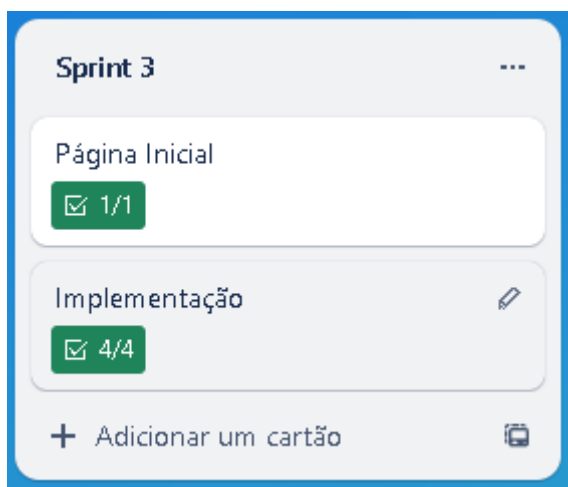 Sprint 3
Página Inicial
1/1
Implementação
4/4
Adicionar um cartão